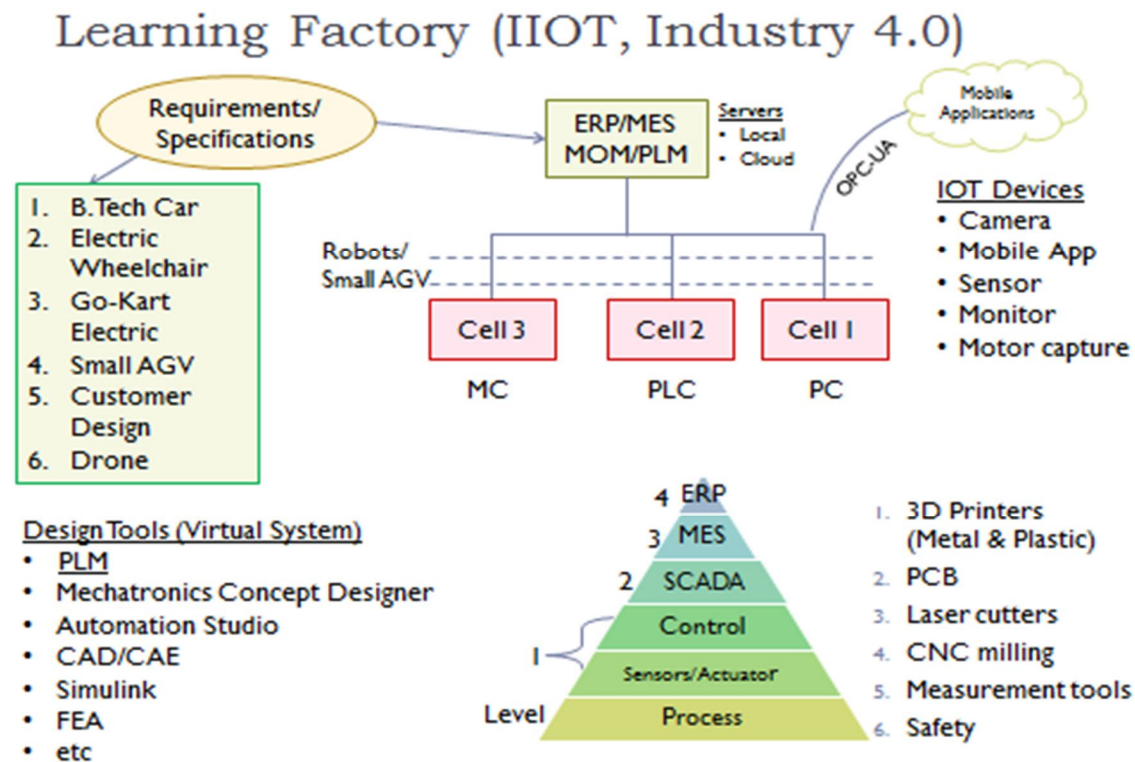 Learning Factory (IIOT, Industry 4.0)
Requirements/
Specifications
ERP/MES
MOM/PLM
Servers
• Local
• Cloud
Mobile
Applications
OPC-UA
1. B.Tech Car
2. Electric
Wheelchair
3. Go-Kart
Electric
4. Small AGV
5. Customer
Design
6. Drone
Robots/
Small AGV
Cell 3
Cell 2
Cell 1
MC
PLC
PC
IOT Devices
• Camera
• Mobile App
• Sensor
• Monitor
• Motor capture
Design Tools (Virtual System)
• PLM
• Mechatronics Concept Designer
• Automation Studio
• CAD/CAE
• Simulink
• FEA
• etc
4 ERP
3 MES
2 SCADA
Control
1
Sensors/Actuator
Level
Process
1. 3D Printers
(Metal & Plastic)
2. PCB
3. Laser cutters
4. CNC milling
5. Measurement tools
6. Safety